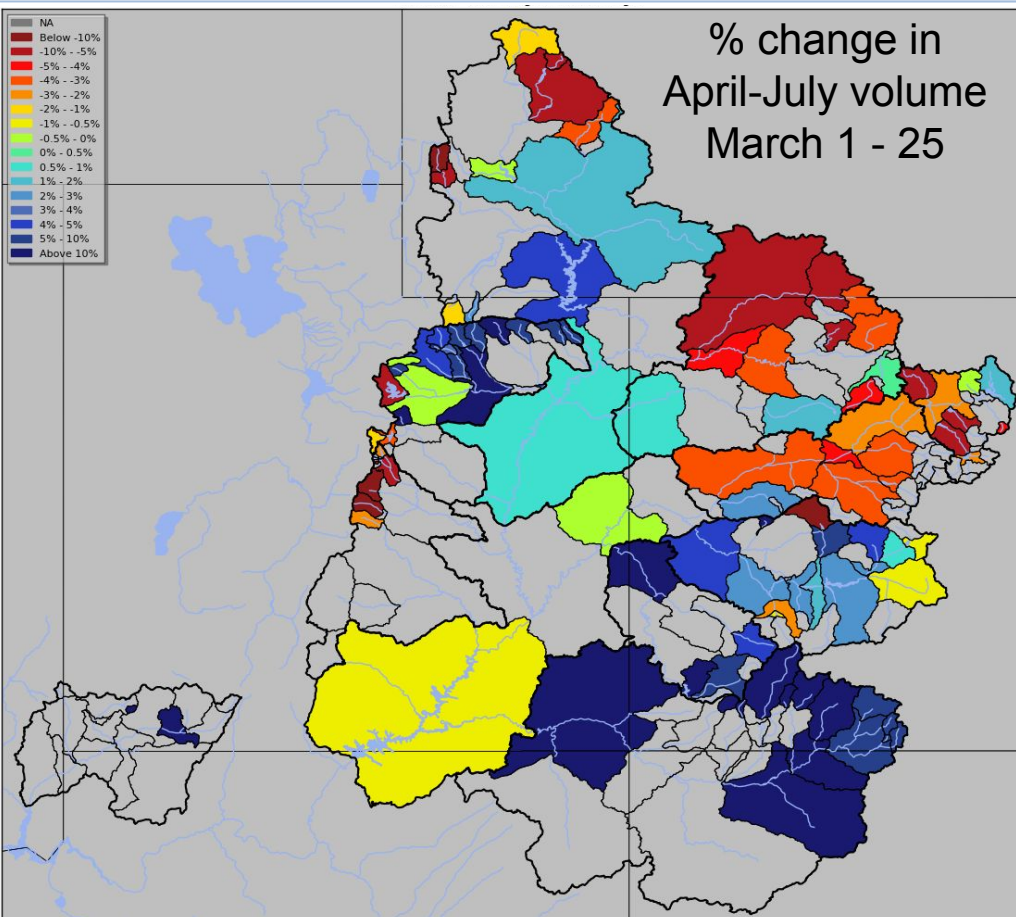 % change in
April-July volume
March 1 - 25
NA
Below -10%
-10% - -5%
-5% - -4%
-4% - -3%
-3% - -2%
-2% - -1%
-1% - -0.5%
-0.5% - 0%
0% - 0.5%
0.5% - 1%
1% - 2%
2% - 3%
3% - 4%
4% - 5%
5% - 10%
Above 10%